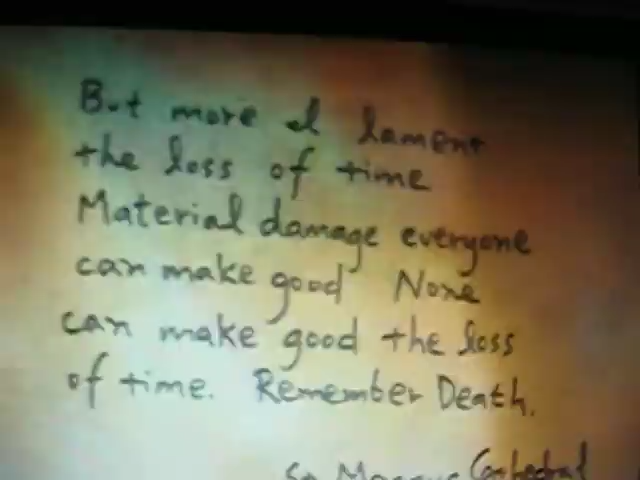 But more I lament
the loss of time
Material damage everyone
can make good None
can make good the loss
of time. Remember Death.
Cathedral